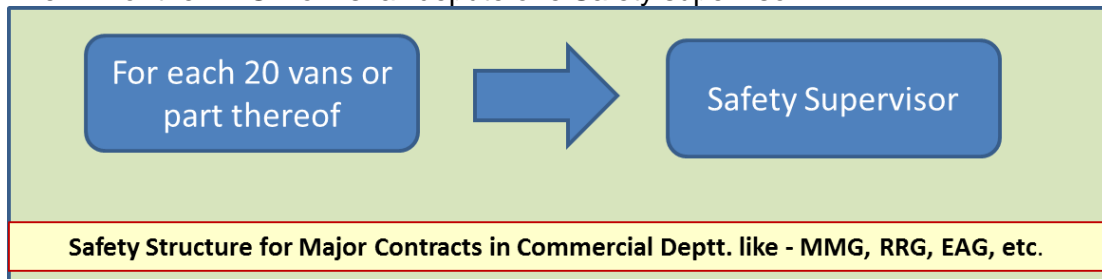 For each 20 vans or
part thereof
Safety Supervisor
Safety Structure for Major Contracts in Commercial Deptt. like - MMG, RRG, EAG, etc.